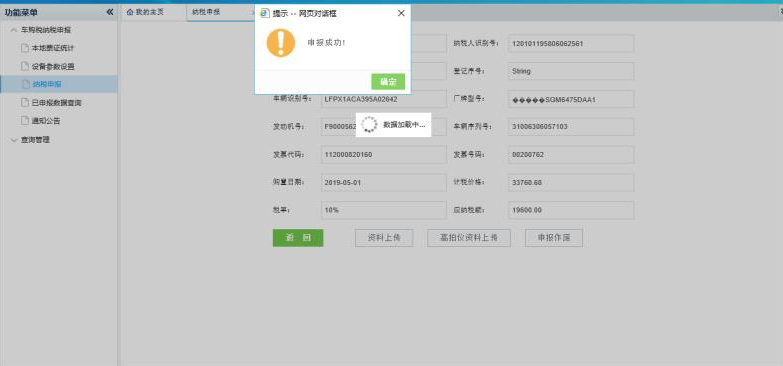 功能菜单
我的主页
纳税申报
车购税纳税申报
本地票证统计
设备参数设置
纳税申报
已申报数据查询
通知公告
查询管理
提示 -- 网页对话框
申报成功!
确定
纳税人识别号:
120101195806062561
登记序号:
String
车辆识别号:
LFPX1ACA395A02642
厂牌型号:
�����SGM6475DAA1
发动机号:
F9000562
数据加载中...
车辆序列号:
31006306057103
发票代码:
112000820160
发票号码:
00200762
购置日期:
2019-05-01
计税价格:
33760.68
税率:
10%
应纳税额:
19600.00
返 回
资料上传
高拍仪资料上传
申报作废